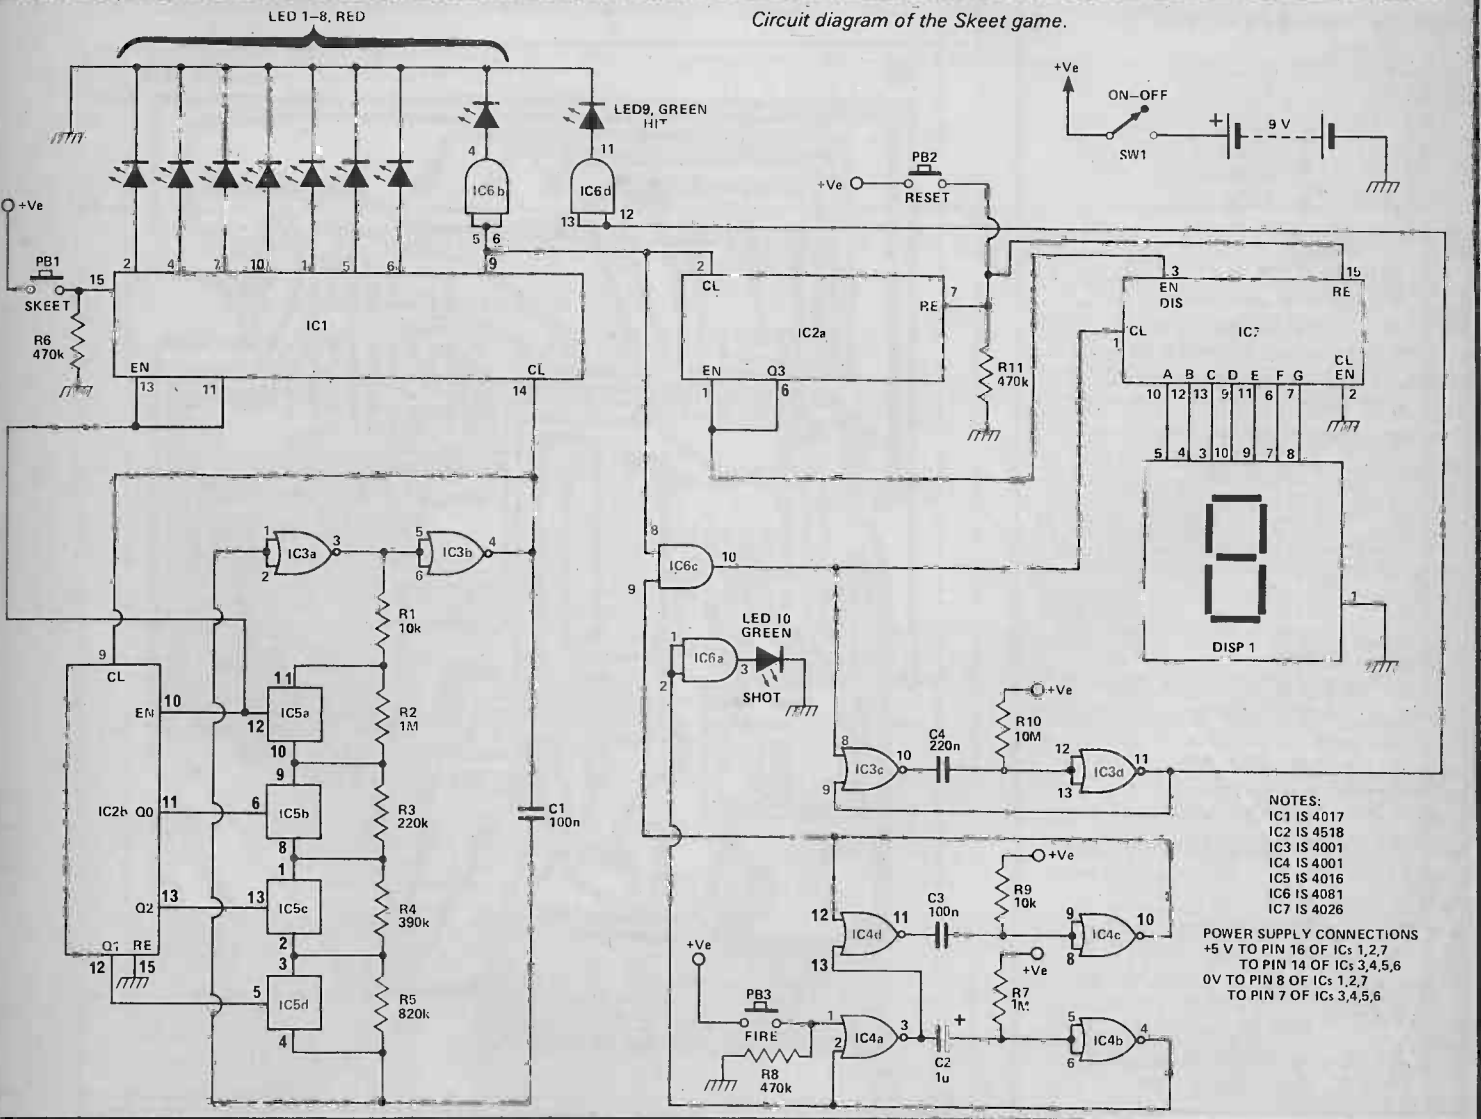 Circuit diagram of the Skeet game.
LED 1–8, RED
LED9, GREEN
HIT
+Ve
ON–OFF
SW1
+ 9 V
PB2
+Ve
RESET
4
IC6b
5 6
9
11
IC6d
13 12
+Ve
PB1
SKEET
R6
470k
15
2 4 7 10 1 5 6
IC1
EN
13 11
CL
14
2
CL
IC2a
RE
7
EN
1
Q3
6
R11
470k
3
EN
DIS
15
RE
IC7
CL
1
CL
EN
2
A B C D E F G
10 12 13 9 11 6 7
5 4 3 10 9 7 8
DISP 1
1
1
2
IC3a
3
5
6
IC3b
4
R1
10k
R2
1M
R3
220k
R4
390k
R5
820k
C1
100n
9
CL
EN
10
IC2b
Q0
11
Q2
13
Q1
12
RE
15
11
IC5a
12
10
9
6
IC5b
8
1
13
IC5c
2
3
5
IC5d
4
8
9
IC6c
10
1
2
IC6a
3
LED 10
GREEN
SHOT
8
9
IC3c
10
C4
220n
R10
10M
+Ve
12
13
IC3d
11
12
13
IC4d
11
C3
100n
R9
10k
+Ve
9
8
IC4c
10
+Ve
PB3
FIRE
R8
470k
1
2
IC4a
3
C2
1u
+
R7
1M
+Ve
5
6
IC4b
4
NOTES:
IC1 IS 4017
IC2 IS 4518
IC3 IS 4001
IC4 IS 4001
IC5 IS 4016
IC6 IS 4081
IC7 IS 4026
POWER SUPPLY CONNECTIONS
+5 V TO PIN 16 OF ICs 1,2,7
TO PIN 14 OF ICs 3,4,5,6
0V TO PIN 8 OF ICs 1,2,7
TO PIN 7 OF ICs 3,4,5,6